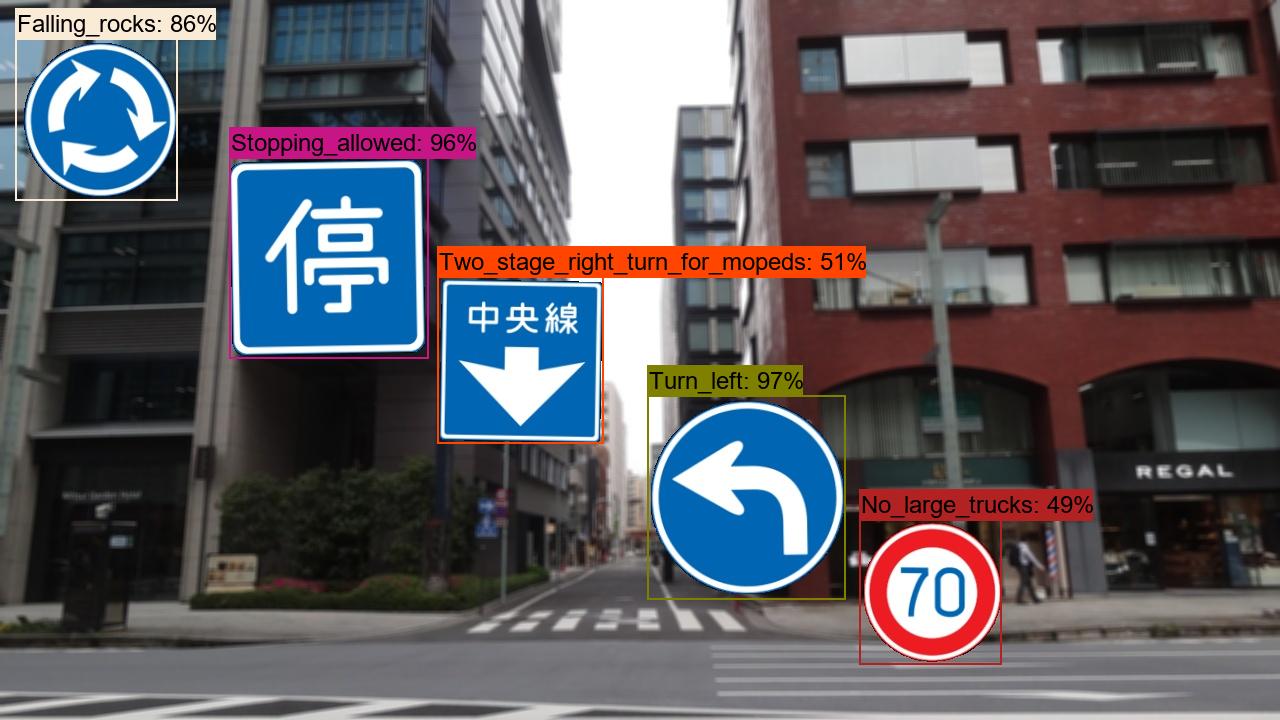 Falling_rocks: 86%
Stopping_allowed: 96%
停
Two_stage_right_turn_for_mopeds: 51%
中央線
Turn_left: 97%
REGAL
No_large_trucks: 49%
70